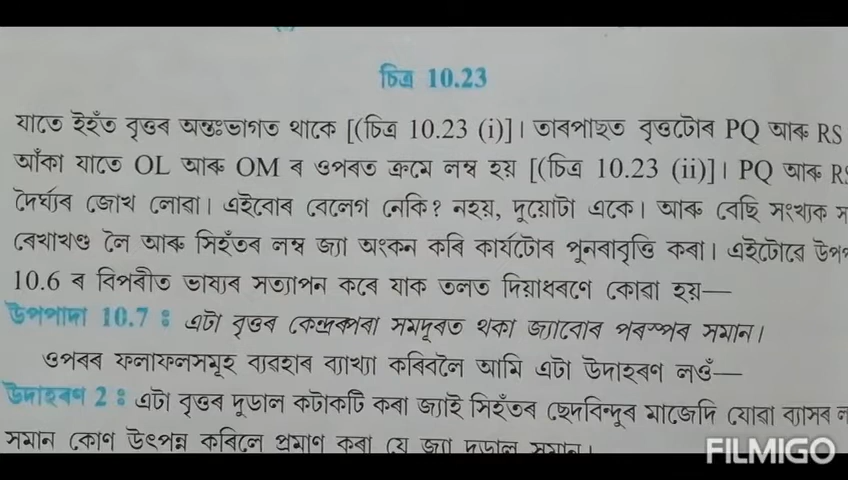 চিত্ৰ 10.23
যাতে ইহঁত বৃত্তৰ অন্তঃভাগত থাকে [(চিত্ৰ 10.23 (i)]। তাৰপাছত বৃত্তটোৰ PQ আৰু RS
আঁকা যাতে OL আৰু OM ৰ ওপৰত ক্ৰমে লম্ব হয় [(চিত্ৰ 10.23 (ii)]। PQ আৰু RS
দৈৰ্ঘ্যৰ জোখ লোৱা। এইবোৰ বেলেগ নেকি? নহয়, দুয়োটা একে। আৰু বেছি সংখ্যক
ৰেখাখণ্ড লৈ আৰু সিহঁতৰ লম্ব জ্যা অংকন কৰি কাৰ্যটোৰ পুনৰাবৃত্তি কৰা। এইটোৱে
10.6 ৰ বিপৰীত ভাষ্যৰ সত্যাপন কৰে যাক তলত দিয়াধৰণে কোৱা হয়—
উপপাদ্য 10.7 : এটা বৃত্তৰ কেন্দ্ৰৰপৰা সমদূৰত থকা জ্যাবোৰ পৰস্পৰ সমান।
ওপৰৰ ফলাফলসমূহ ব্যৱহাৰ ব্যাখ্যা কৰিবলৈ আমি এটা উদাহৰণ লওঁ—
উদাহৰণ 2 : এটা বৃত্তৰ দুডাল কটাকটি কৰা জ্যাই সিহঁতৰ ছেদবিন্দুৰ মাজেদি যোৱা ব্যাসৰ
সমান কোণ উৎপন্ন কৰিলে প্ৰমাণ কৰা যে জ্যা দুডাল সমান।
FILMIGO